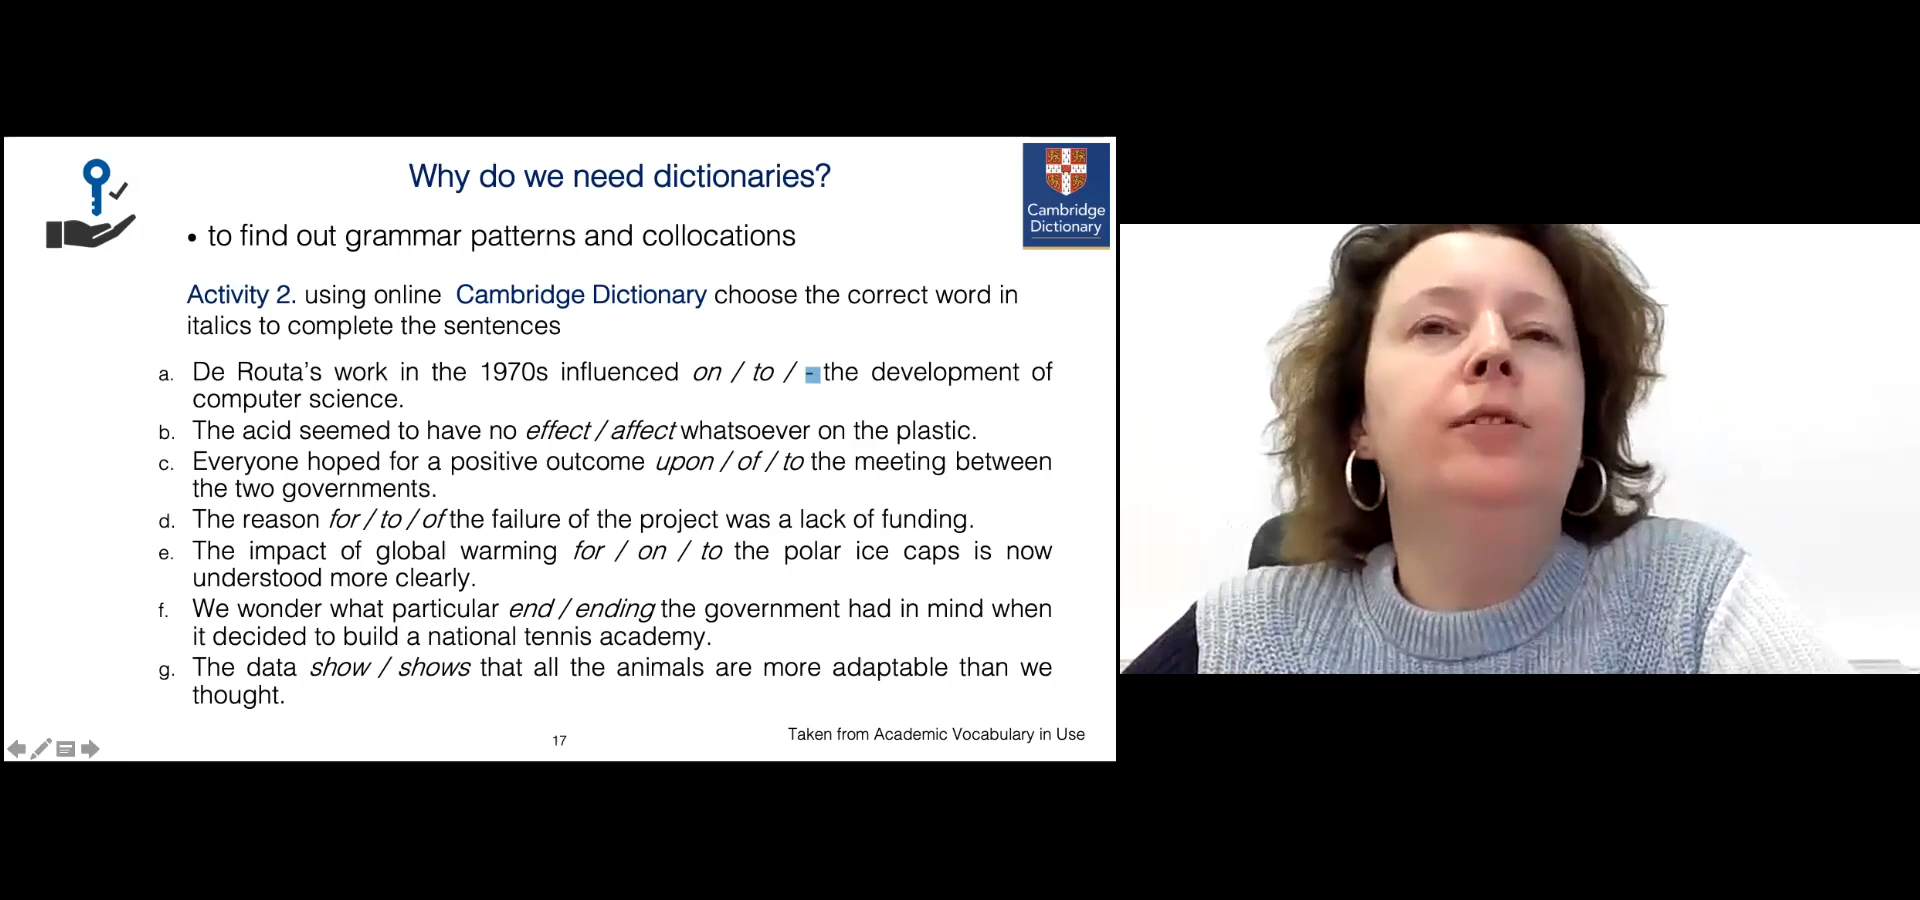 Why do we need dictionaries?
Cambridge
Dictionary
• to find out grammar patterns and collocations
Activity 2. using online Cambridge Dictionary choose the correct word in
italics to complete the sentences
a. De Routa's work in the 1970s influenced on / to / - the development of
computer science.
b. The acid seemed to have no effect / affect whatsoever on the plastic.
c. Everyone hoped for a positive outcome upon / of / to the meeting between
the two governments.
d. The reason for / to / of the failure of the project was a lack of funding.
e. The impact of global warming for / on / to the polar ice caps is now
understood more clearly.
f. We wonder what particular end / ending the government had in mind when
it decided to build a national tennis academy.
g. The data show / shows that all the animals are more adaptable than we
thought.
17
Taken from Academic Vocabulary in Use